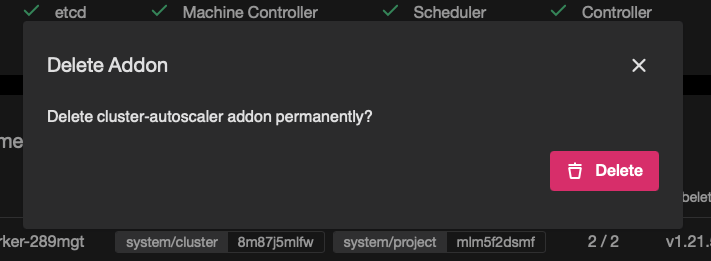 etcd Machine Controller Scheduler Controller
Delete Addon
Delete cluster-autoscaler addon permanently?
Delete
rker-289mgt system/cluster 8m87j5mlfw system/project mlm5f2dsmf 2 / 2 v1.21.